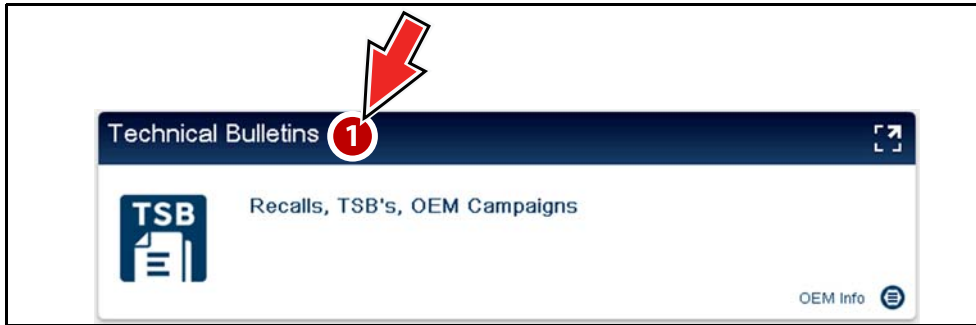 Technical Bulletins 1
TSB
Recalls, TSB's, OEM Campaigns
OEM Info